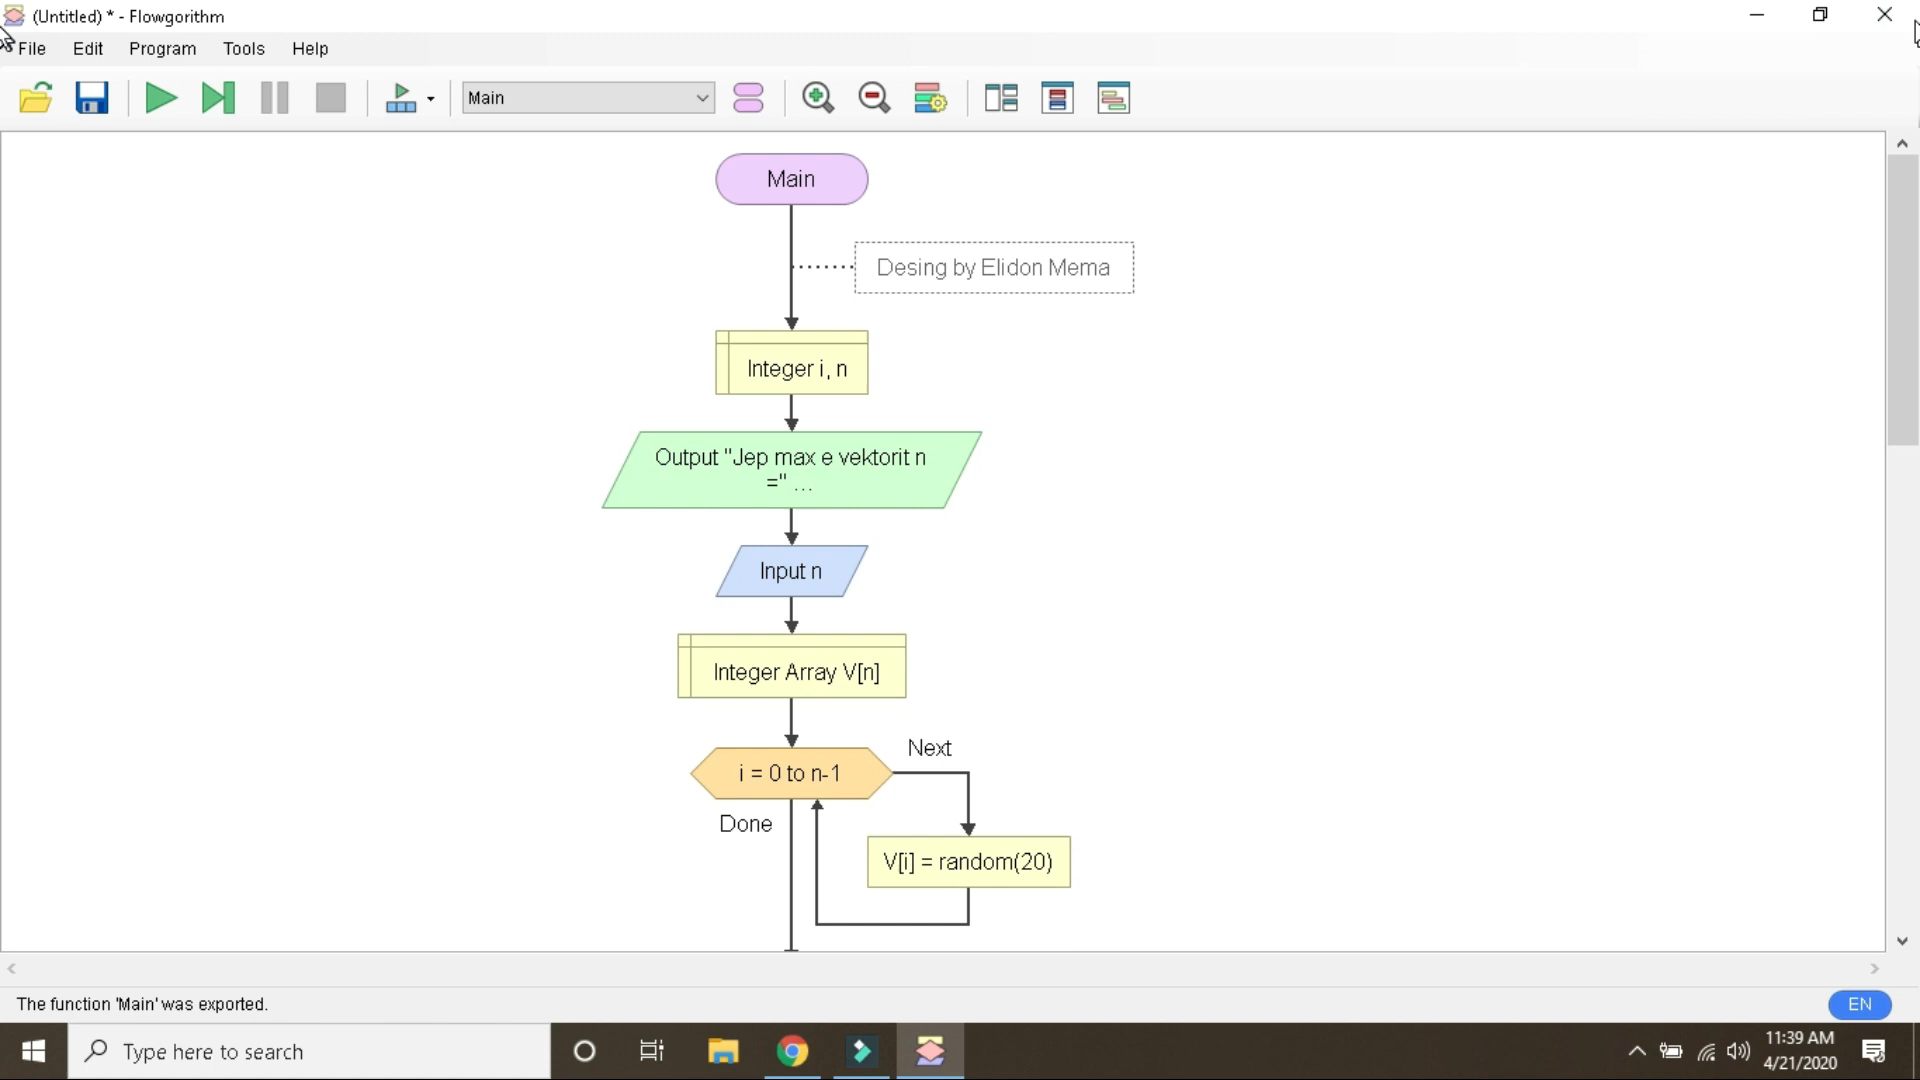 (Untitled) * - Flowgorithm
File Edit Program Tools Help
Main
Main
Desing by Elidon Mema
Integer i, n
Output "Jep max e vektorit n
=" ...
Input n
Integer Array V[n]
Next
i = 0 to n-1
Done
V[i] = random(20)
The function 'Main' was exported.
EN
Type here to search
11:39 AM
4/21/2020